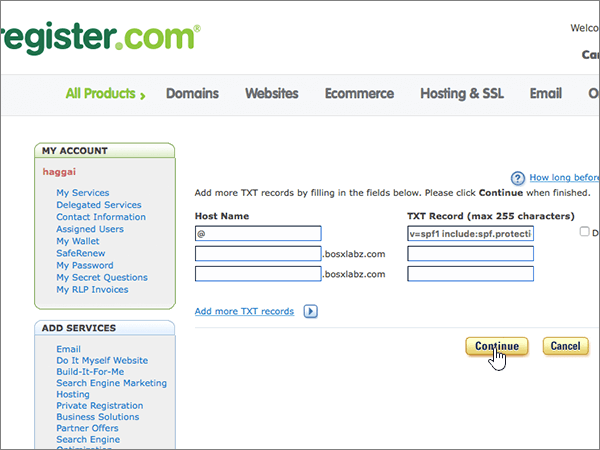 register.com®
Welco
Car
All Products Domains Websites Ecommerce Hosting & SSL Email O
MY ACCOUNT
haggai
My Services
Delegated Services
Contact Information
Assigned Users
My Wallet
SafeRenew
My Password
My Secret Questions
My RLP Invoices
ADD SERVICES
Email
Do It Myself Website
Build-It-For-Me
Search Engine Marketing
Hosting
Private Registration
Business Solutions
Partner Offers
Search Engine
Optimization
? How long before
Add more TXT records by filling in the fields below. Please click Continue when finished.
Host Name TXT Record (max 255 characters)
@ v=spf1 include:spf.protecti D
.bosxlabz.com
.bosxlabz.com
Add more TXT records
Continue Cancel